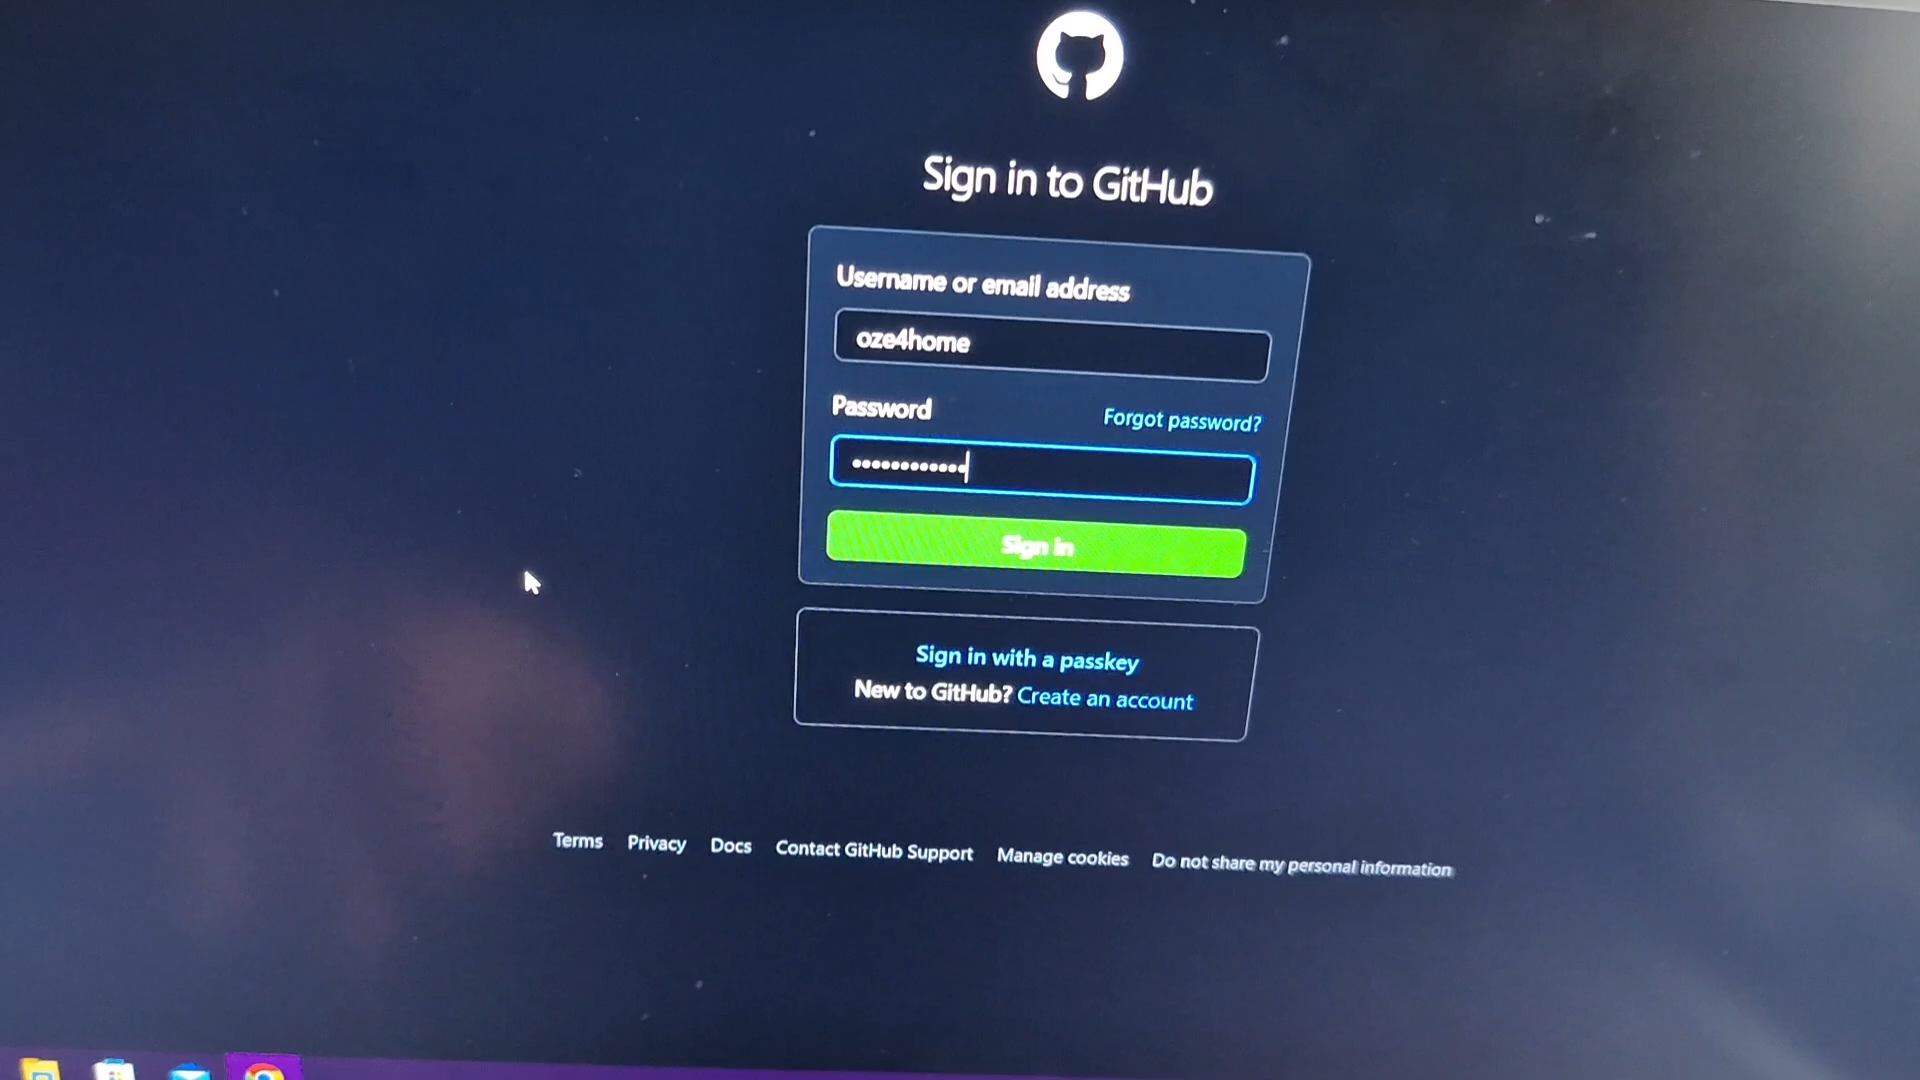 Sign in to GitHub
Username or email address
oze4home
Password
Forgot password?
••••••••••••
Sign in
Sign in with a passkey
New to GitHub? Create an account
Terms Privacy Docs Contact GitHub Support Manage cookies Do not share my personal information